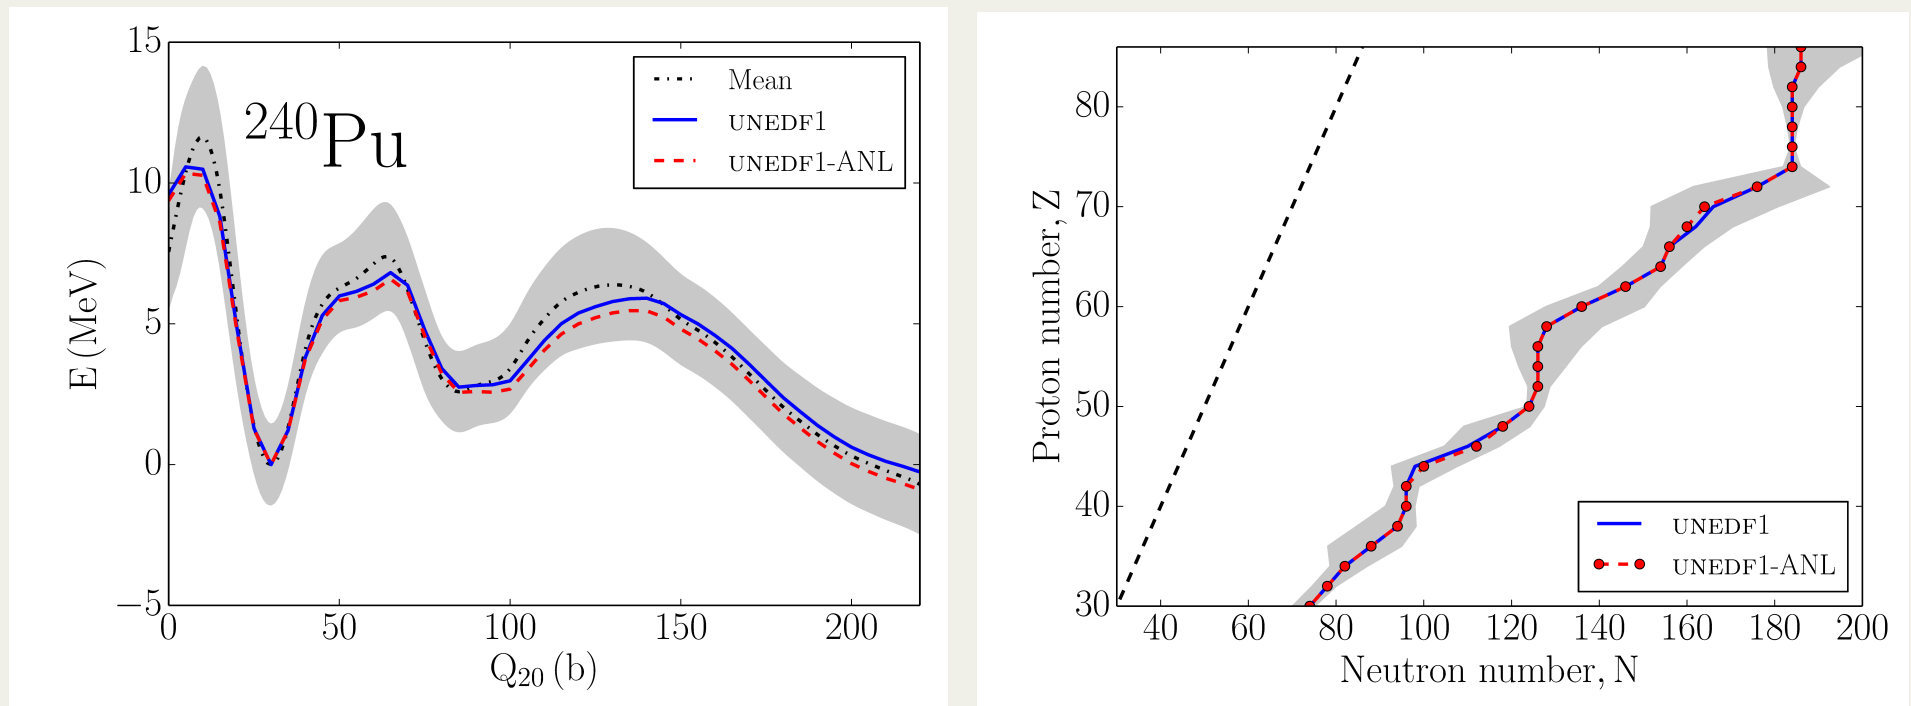 15
10
5
0
−5
0 50 100 150 200
E (MeV)
Q20 (b)
240Pu
Mean
UNEDF1
UNEDF1-ANL
80
70
60
50
40
30
40 60 80 100 120 140 160 180 200
Proton number, Z
Neutron number, N
UNEDF1
UNEDF1-ANL